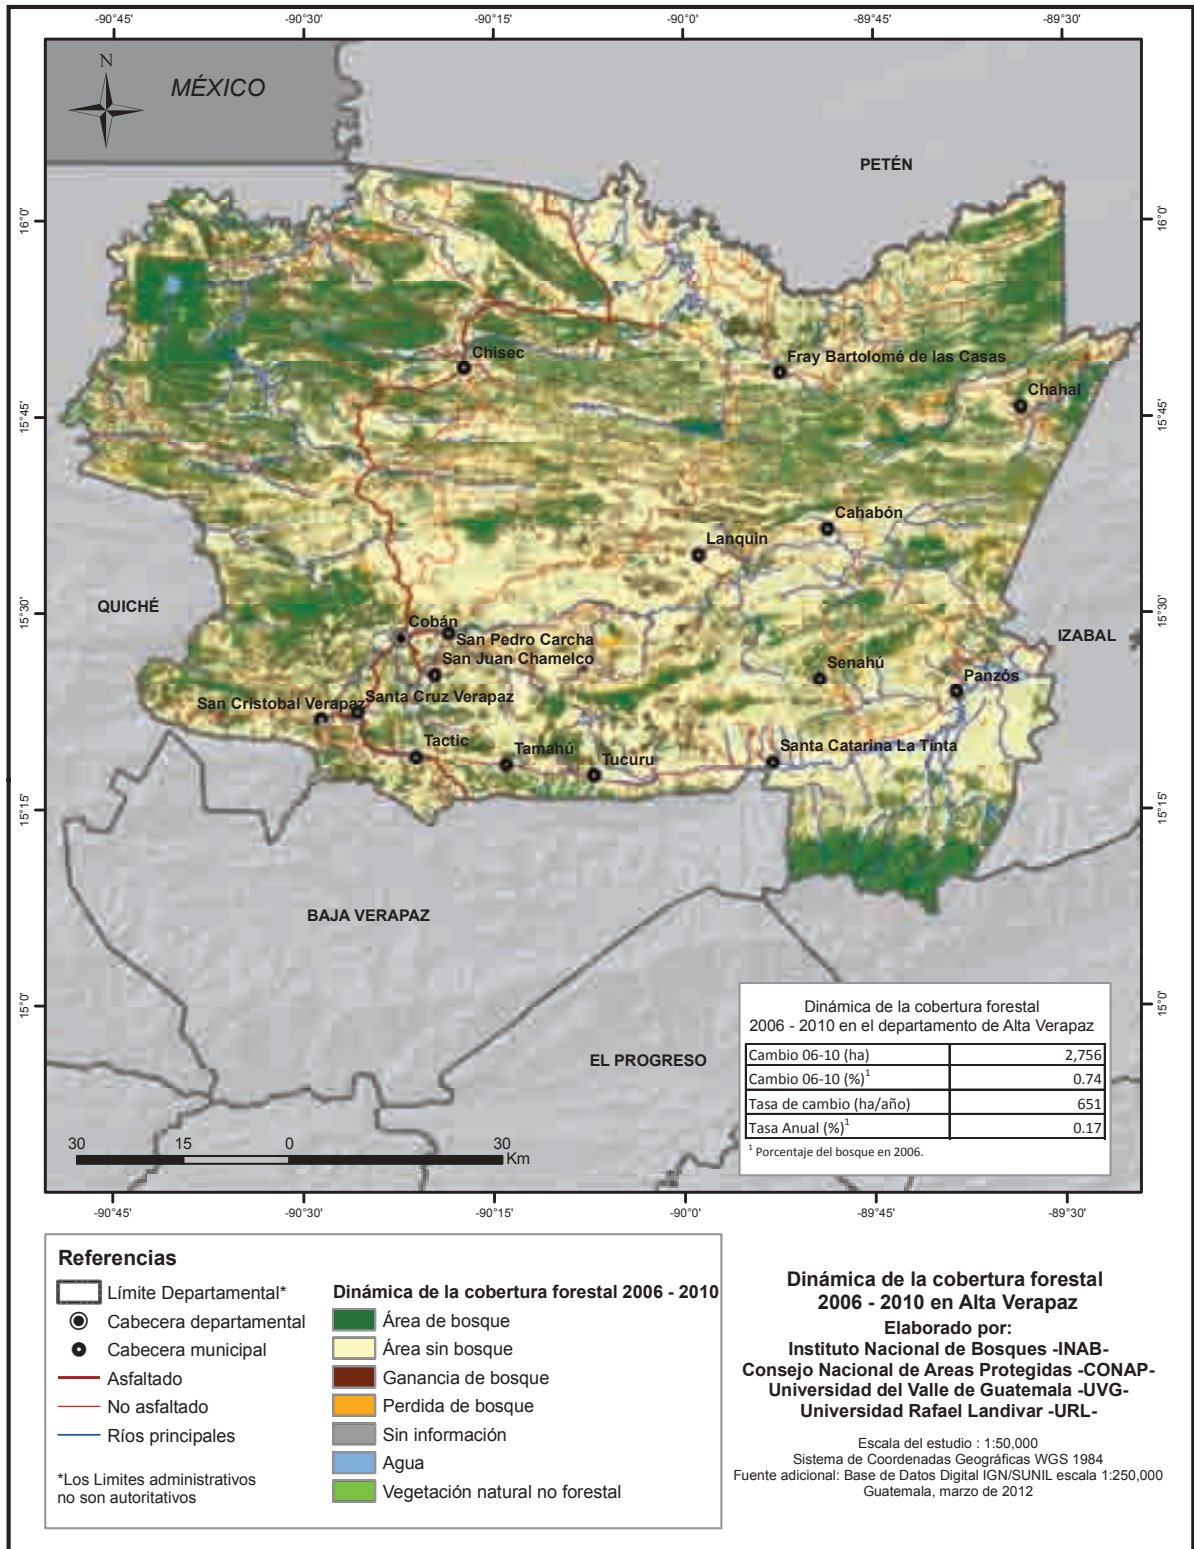 -90°45'
-90°30'
-90°15'
-90°0'
-89°45'
-89°30'
N
MÉXICO
PETÉN
16°0'
16°0'
Chisec
Fray Bartolomé de las Casas
Chahal
15°45'
15°45'
Cahabón
Lanquin
QUICHÉ
15°30'
15°30'
Cobán
San Pedro Carcha
IZABAL
San Juan Chamelco
Senahú
Panzós
San Cristobal Verapaz
Santa Cruz Verapaz
Tactic
Tamahú
Tucuru
Santa Catarina La Tinta
15°15'
15°15'
BAJA VERAPAZ
15°0'
15°0'
EL PROGRESO
Dinámica de la cobertura forestal
2006 - 2010 en el departamento de Alta Verapaz
Cambio 06-10 (ha) 2,756
Cambio 06-10 (%)1 0.74
Tasa de cambio (ha/año) 651
Tasa Anual (%)1 0.17
1 Porcentaje del bosque en 2006.
30 15 0 30
Km
-90°45'
-90°30'
-90°15'
-90°0'
-89°45'
-89°30'
Referencias
Límite Departamental*
Cabecera departamental
Cabecera municipal
Asfaltado
No asfaltado
Ríos principales
*Los Limites administrativos
no son autoritativos
Dinámica de la cobertura forestal 2006 - 2010
Área de bosque
Área sin bosque
Ganancia de bosque
Perdida de bosque
Sin información
Agua
Vegetación natural no forestal
Dinámica de la cobertura forestal
2006 - 2010 en Alta Verapaz
Elaborado por:
Instituto Nacional de Bosques -INAB-
Consejo Nacional de Areas Protegidas -CONAP-
Universidad del Valle de Guatemala -UVG-
Universidad Rafael Landivar -URL-
Escala del estudio : 1:50,000
Sistema de Coordenadas Geográficas WGS 1984
Fuente adicional: Base de Datos Digital IGN/SUNIL escala 1:250,000
Guatemala, marzo de 2012